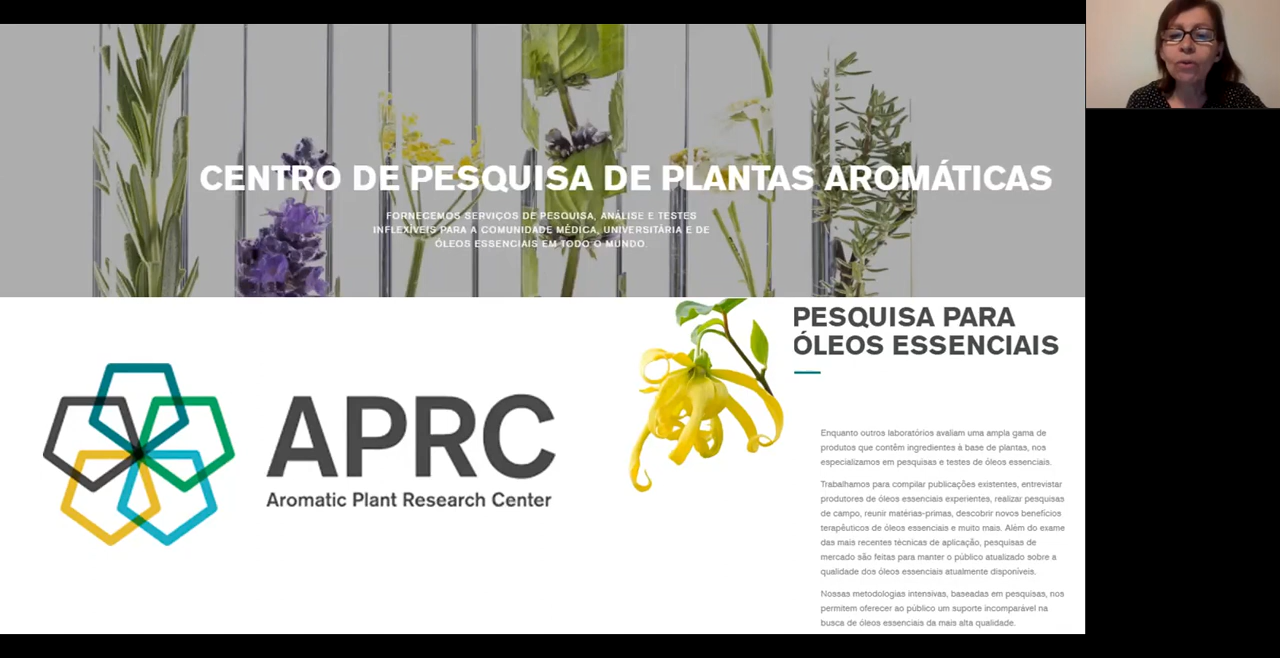 CENTRO DE PESQUISA DE PLANTAS AROMÁTICAS
FORNECEMOS SERVIÇOS DE PESQUISA, ANÁLISE E TESTES
INFLEXÍVEIS PARA A COMUNIDADE MÉDICA, UNIVERSITÁRIA E DE
ÓLEOS ESSENCIAIS EM TODO O MUNDO.
APRC
Aromatic Plant Research Center
PESQUISA PARA
ÓLEOS ESSENCIAIS
Enquanto outros laboratórios avaliam uma ampla gama de
produtos que contêm ingredientes à base de plantas, nos
especializamos em pesquisas e testes de óleos essenciais.
Trabalhamos para compilar publicações existentes, entrevistar
produtores de óleos essenciais experientes, realizar pesquisas
de campo, reunir matérias-primas, descobrir novos benefícios
terapêuticos de óleos essenciais e muito mais. Além do exame
das mais recentes técnicas de aplicação, pesquisas de
mercado são feitas para manter o público atualizado sobre a
qualidade dos óleos essenciais atualmente disponíveis.
Nossas metodologias intensivas, baseadas em pesquisas, nos
permitem oferecer ao público um suporte incomparável na
busca de óleos essenciais da mais alta qualidade.